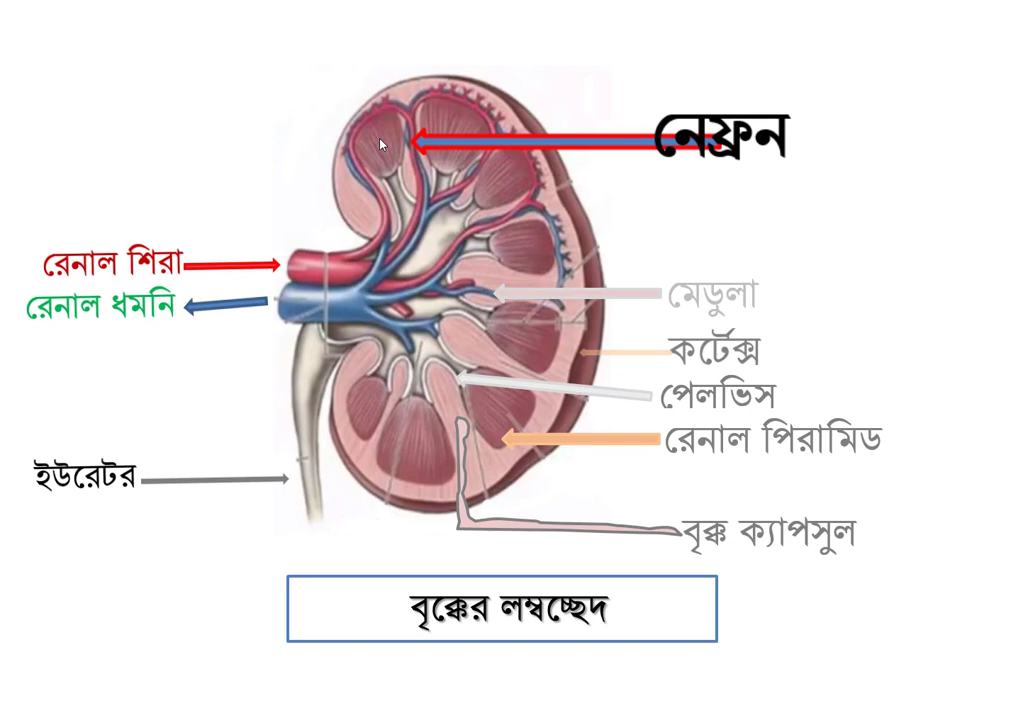 নেফ্রন
রেনাল শিরা
রেনাল ধমনি
মেডুলা
কর্টেক্স
পেলভিস
রেনাল পিরামিড
ইউরেটর
বৃক্ক ক্যাপসুল
বৃক্কের লম্বচ্ছেদ